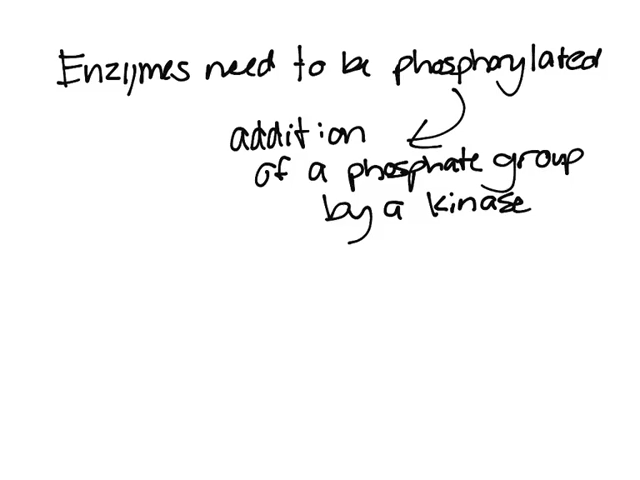 Enzymes need to be phosphorylated
addition
of a phosphate group
by a kinase